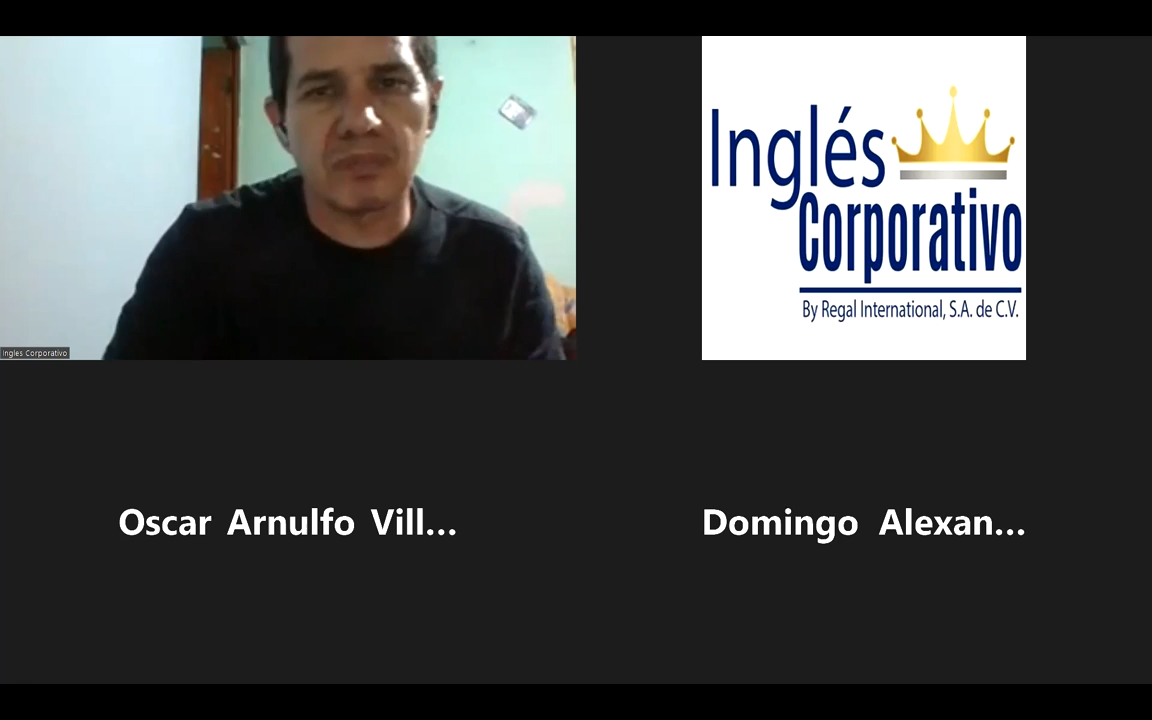 Ingles Corporativo
Inglés
Corporativo
By Regal International, S.A. de C.V.
Oscar Arnulfo Vill...
Domingo Alexan...